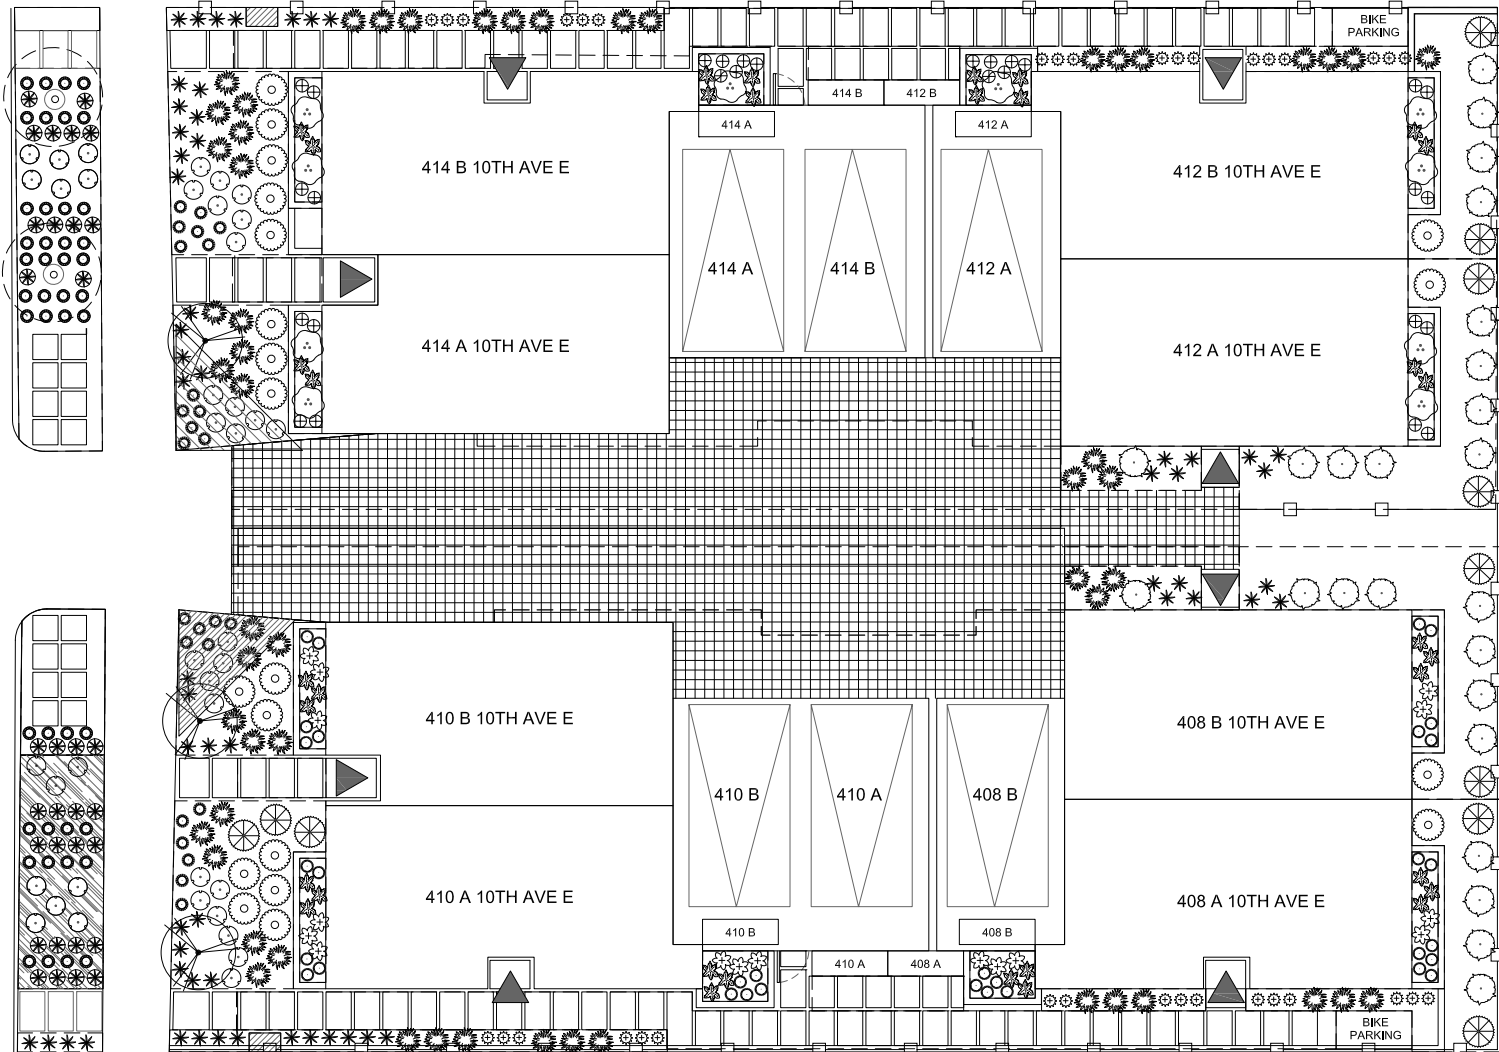 BIKE
PARKING
414 B
412 B
414 A
412 A
414 B 10TH AVE E
412 B 10TH AVE E
414 A
414 B
412 A
414 A 10TH AVE E
412 A 10TH AVE E
410 B 10TH AVE E
408 B 10TH AVE E
410 B
410 A
408 B
410 A 10TH AVE E
408 A 10TH AVE E
410 B
408 B
410 A
408 A
BIKE
PARKING